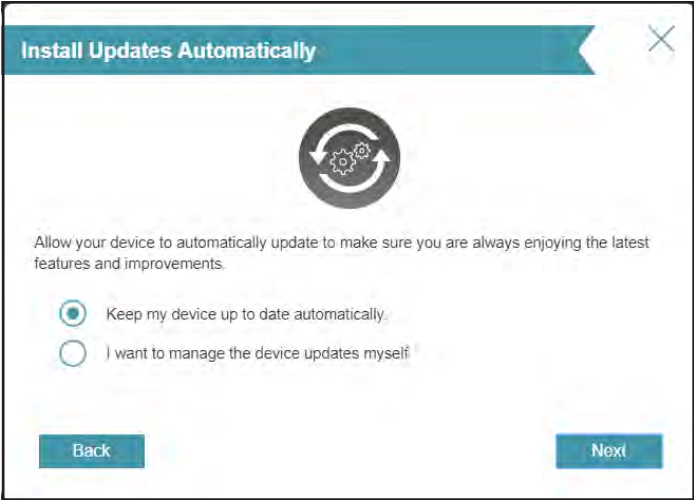 Install Updates Automatically
Allow your device to automatically update to make sure you are always enjoying the latest
features and improvements.
Keep my device up to date automatically.
I want to manage the device updates myself
Back
Next